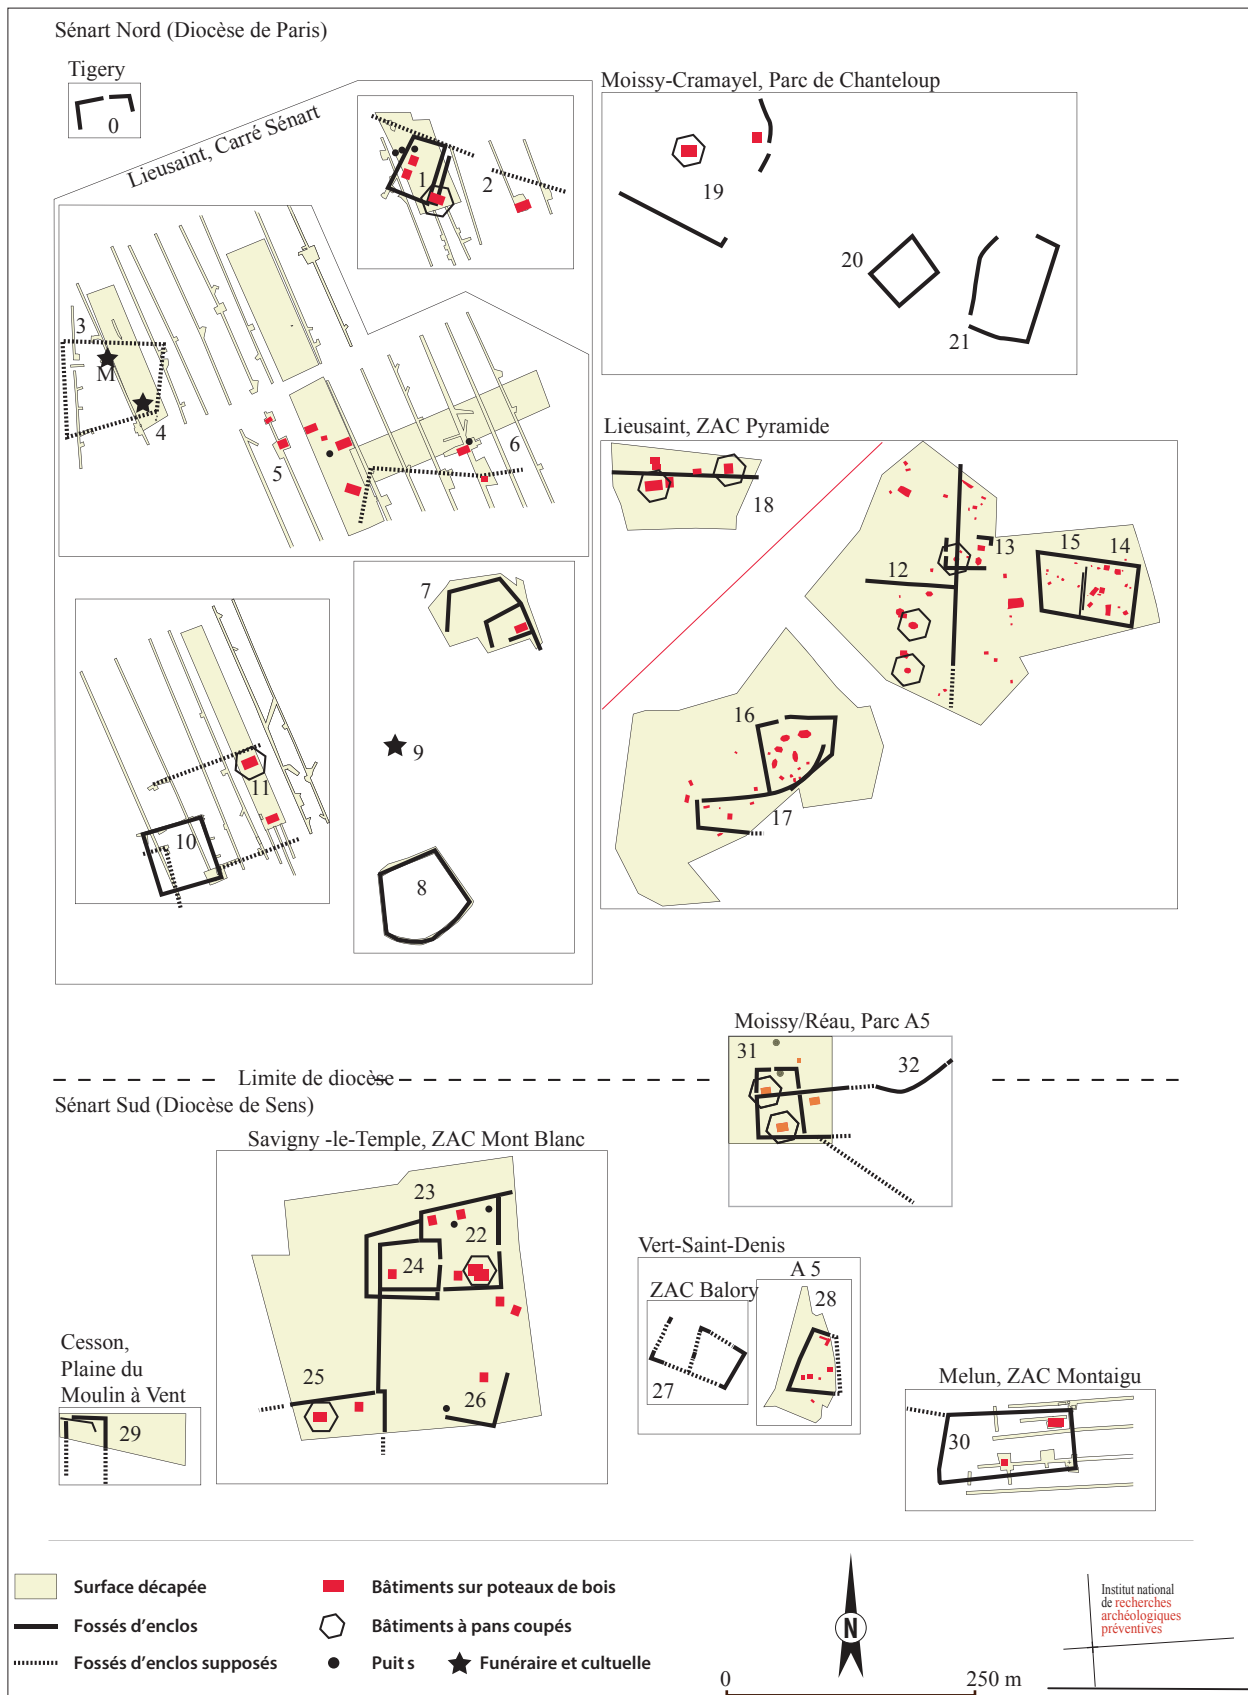 Sénart Nord (Diocèse de Paris)
Tigery
0
Lieusaint, Carré Sénart
1
2
3
M
4
5
6
7
8
9
10
11
Moissy-Cramayel, Parc de Chanteloup
19
20
21
Lieusaint, ZAC Pyramide
18
12
13
15
14
16
17
Moissy/Réau, Parc A5
31
32
Limite de diocèse
Sénart Sud (Diocèse de Sens)
Savigny -le-Temple, ZAC Mont Blanc
23
22
24
25
26
Vert-Saint-Denis
A 5
ZAC Balory
28
27
Cesson,
Plaine du
Moulin à Vent
29
Melun, ZAC Montaigu
30
Surface décapée
Fossés d'enclos
Fossés d'enclos supposés
Bâtiments sur poteaux de bois
Bâtiments à pans coupés
Puit s
Funéraire et cultuelle
N
0 250 m
Institut national
de recherches
archéologiques
préventives